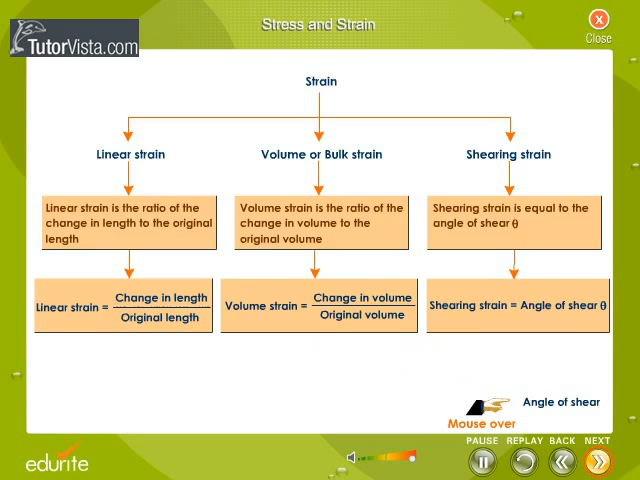 Stress and Strain
x
Close
TutorVista.com
Strain
Linear strain
Volume or Bulk strain
Shearing strain
Linear strain is the ratio of the
change in length to the original
length
Volume strain is the ratio of the
change in volume to the
original volume
Shearing strain is equal to the
angle of shear θ
Linear strain = Change in length
Original length
Volume strain = Change in volume
Original volume
Shearing strain = Angle of shear θ
Angle of shear
Mouse over
PAUSE REPLAY BACK NEXT
edurite